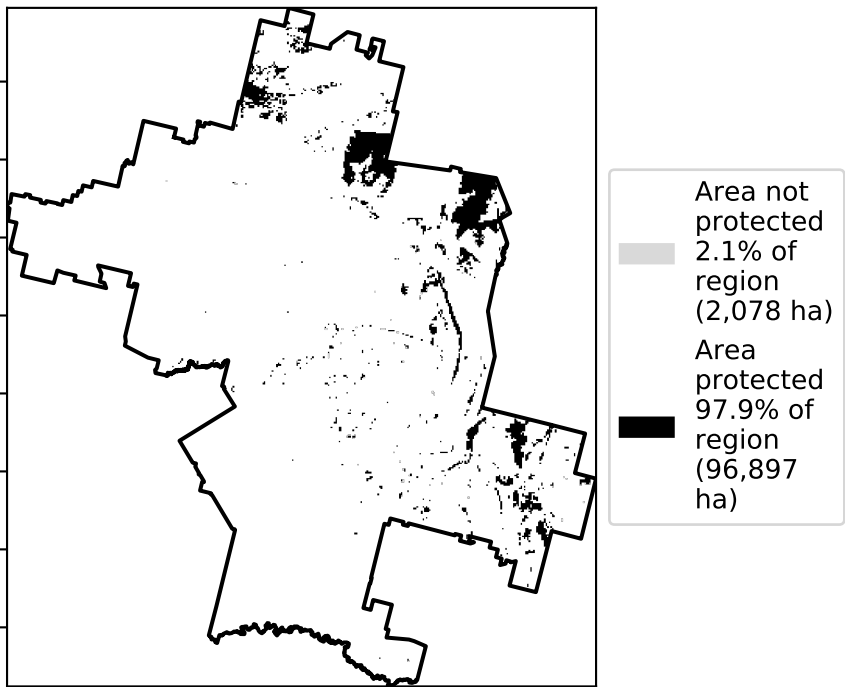 Area not
protected
2.1% of
region
(2,078 ha)
Area
protected
97.9% of
region
(96,897
ha)